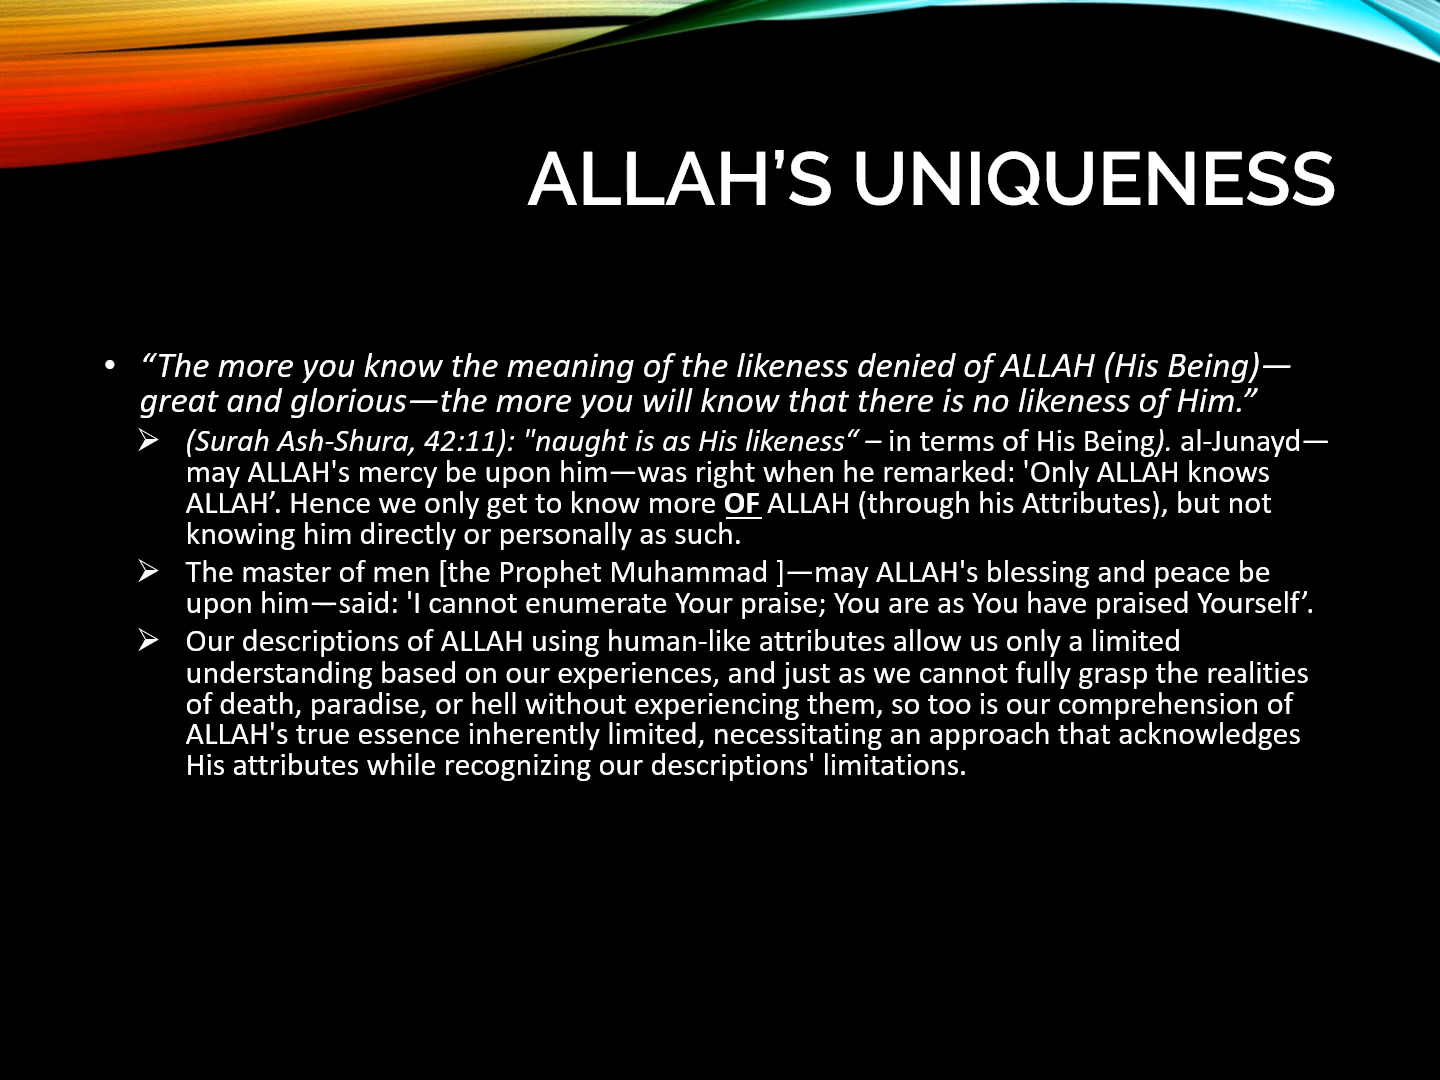 ALLAH’S UNIQUENESS
• “The more you know the meaning of the likeness denied of ALLAH (His Being)—
great and glorious—the more you will know that there is no likeness of Him.”
➢ (Surah Ash-Shura, 42:11): "naught is as His likeness“ – in terms of His Being). al-Junayd—
may ALLAH's mercy be upon him—was right when he remarked: 'Only ALLAH knows
ALLAH’. Hence we only get to know more OF ALLAH (through his Attributes), but not
knowing him directly or personally as such.
➢ The master of men [the Prophet Muhammad ]—may ALLAH's blessing and peace be
upon him—said: 'I cannot enumerate Your praise; You are as You have praised Yourself’.
➢ Our descriptions of ALLAH using human-like attributes allow us only a limited
understanding based on our experiences, and just as we cannot fully grasp the realities
of death, paradise, or hell without experiencing them, so too is our comprehension of
ALLAH's true essence inherently limited, necessitating an approach that acknowledges
His attributes while recognizing our descriptions' limitations.